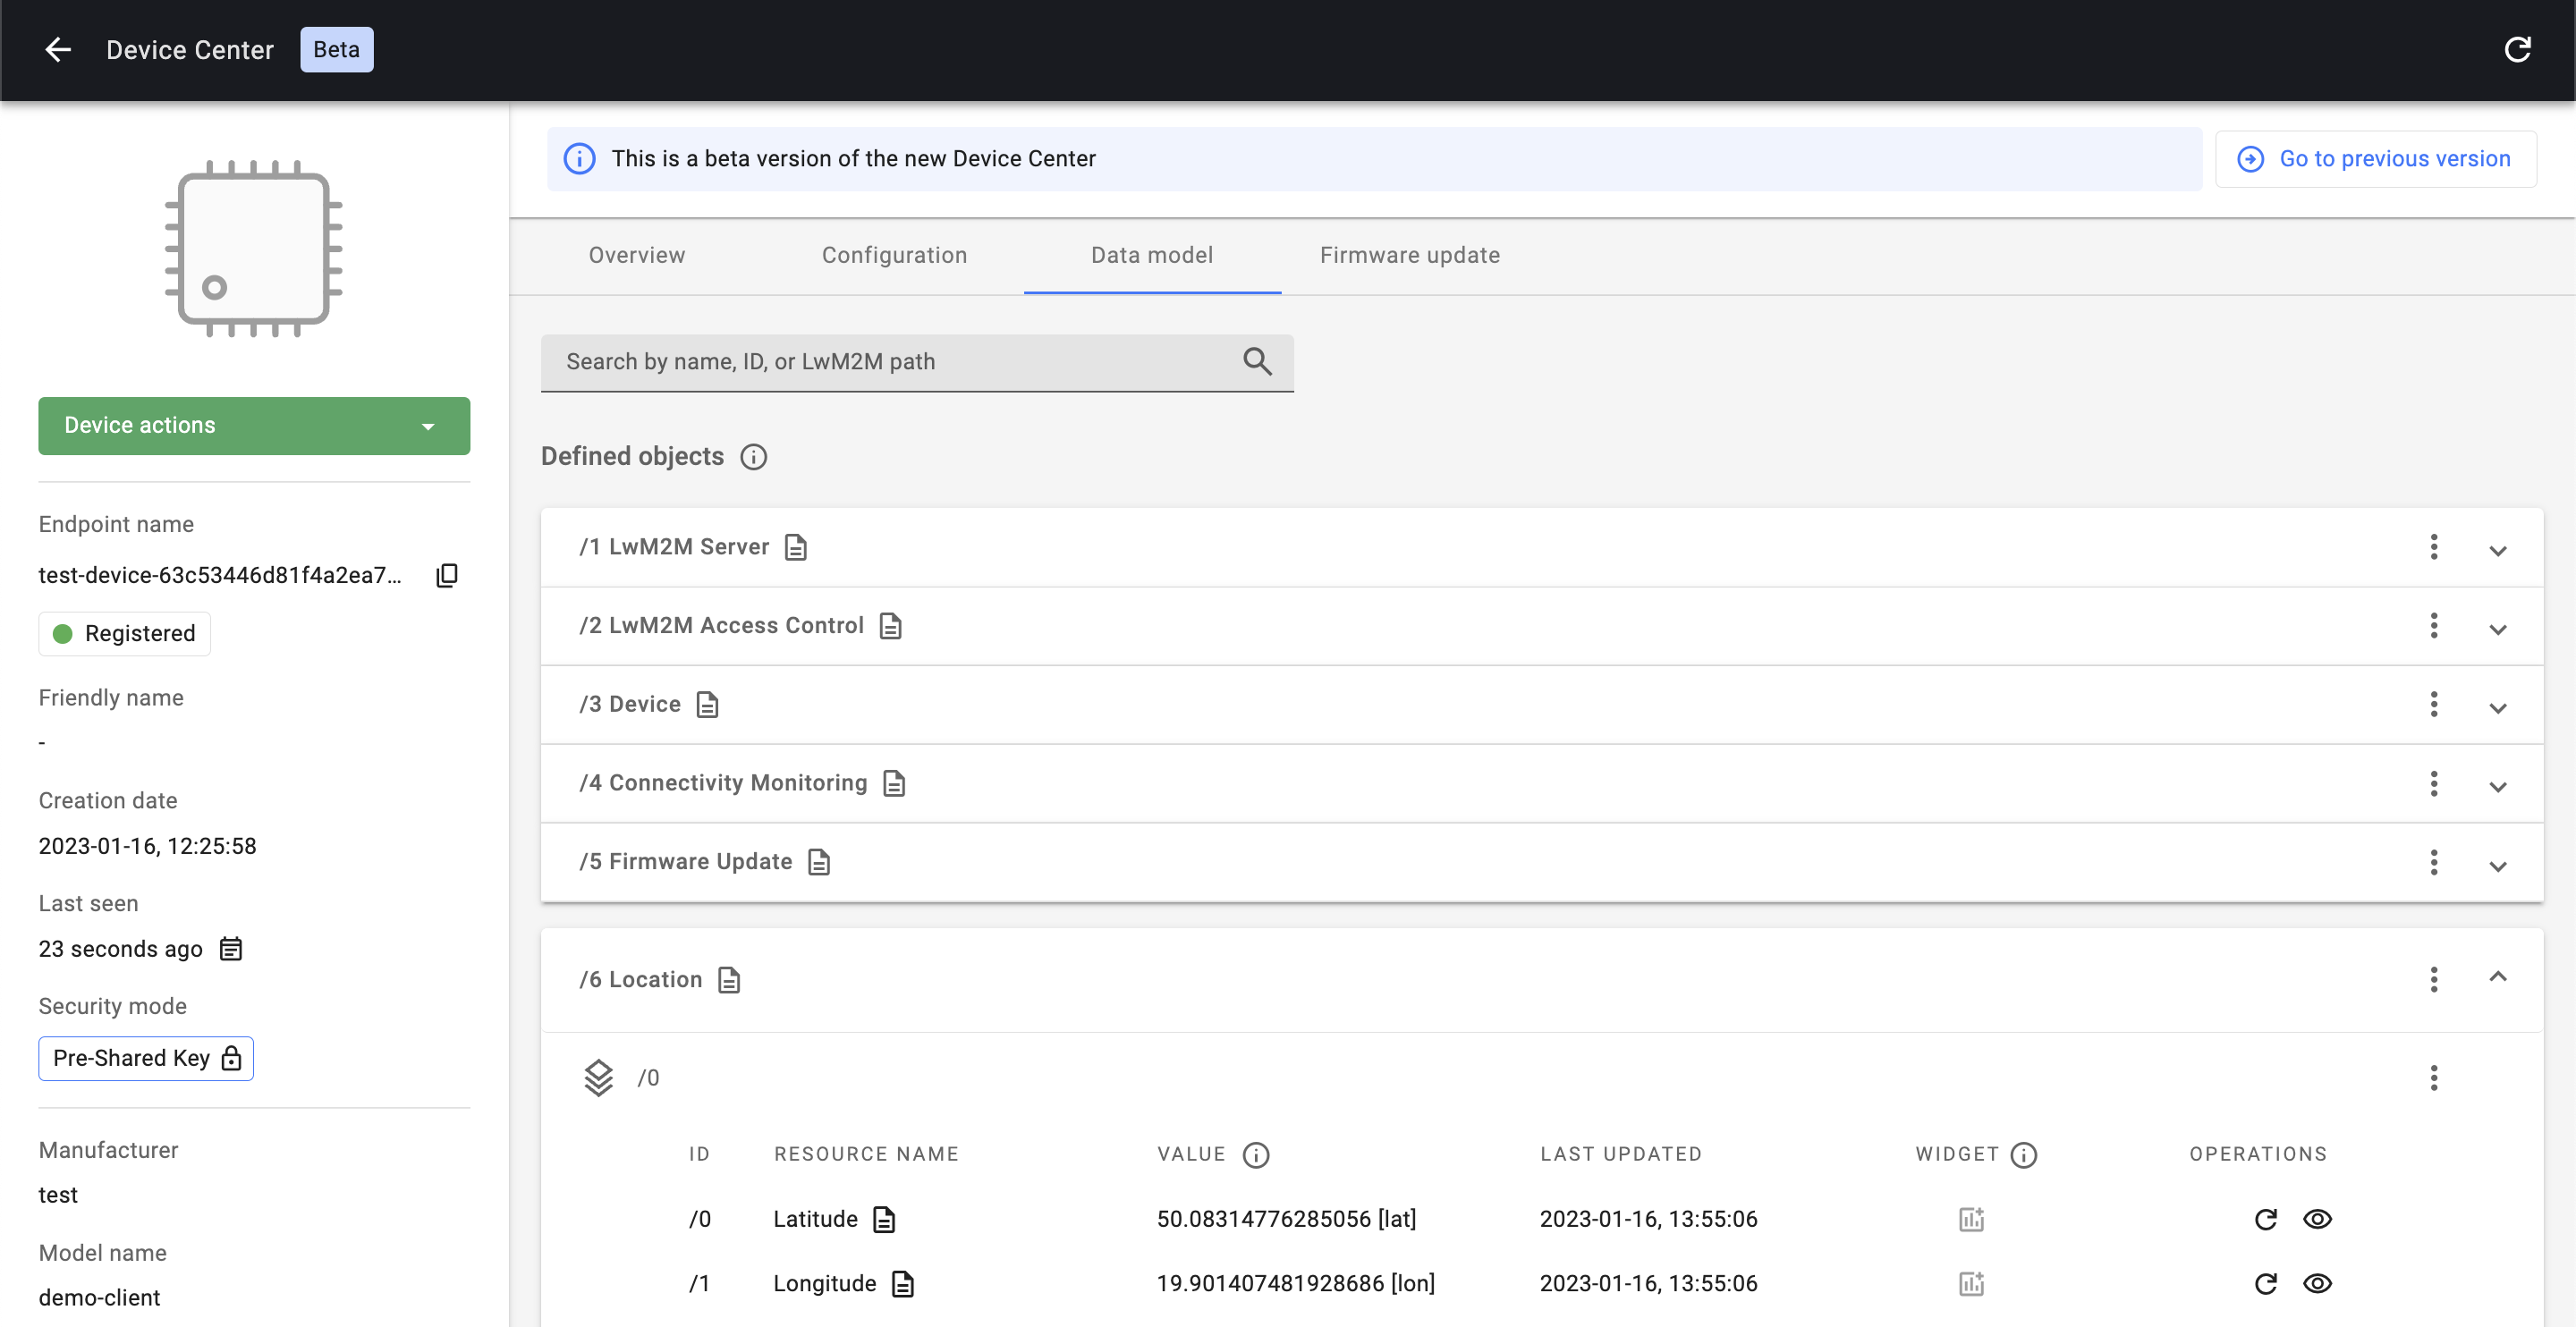 Device Center Beta
This is a beta version of the new Device Center
Go to previous version
Overview Configuration Data model Firmware update
Search by name, ID, or LwM2M path
Defined objects
/1 LwM2M Server
/2 LwM2M Access Control
/3 Device
/4 Connectivity Monitoring
/5 Firmware Update
/6 Location
/0
ID RESOURCE NAME VALUE LAST UPDATED WIDGET OPERATIONS
/0 Latitude 50.08314776285056 [lat] 2023-01-16, 13:55:06
/1 Longitude 19.901407481928686 [lon] 2023-01-16, 13:55:06
Device actions
Endpoint name
test-device-63c53446d81f4a2ea7...
Registered
Friendly name
-
Creation date
2023-01-16, 12:25:58
Last seen
23 seconds ago
Security mode
Pre-Shared Key
Manufacturer
test
Model name
demo-client